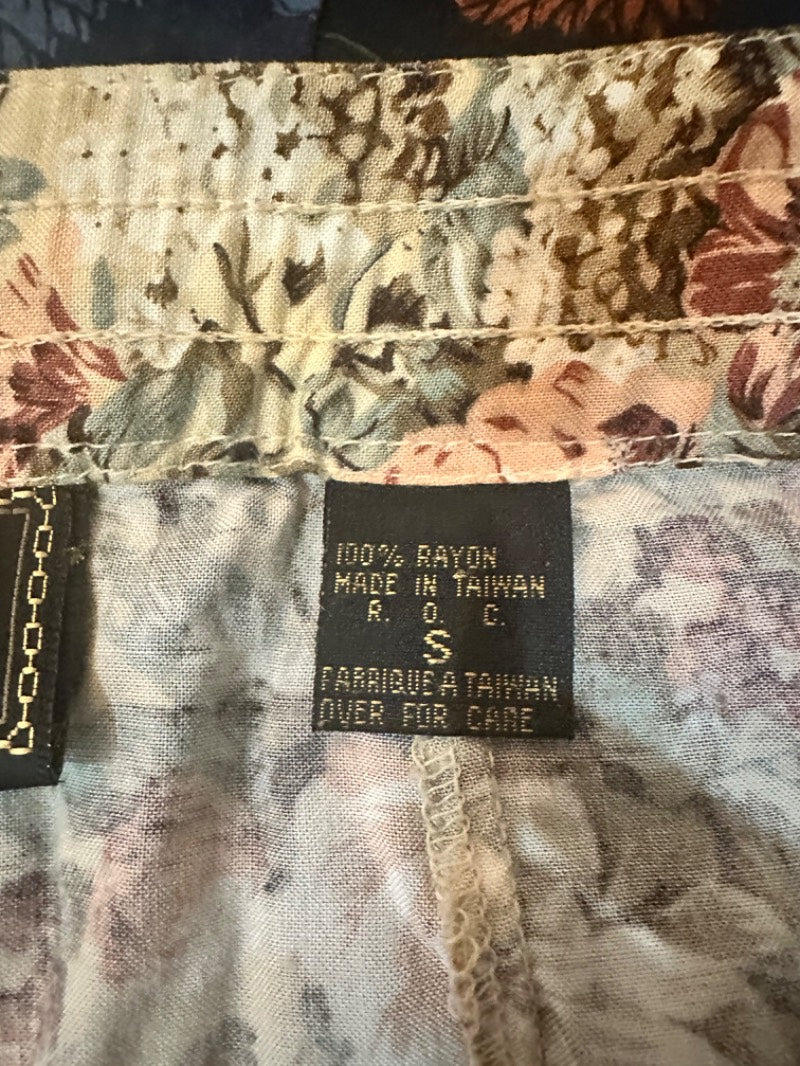 100% RAYON
MADE IN TAIWAN
R. O. C.
S
FABRIQUE A TAIWAN
OVER FOR CARE